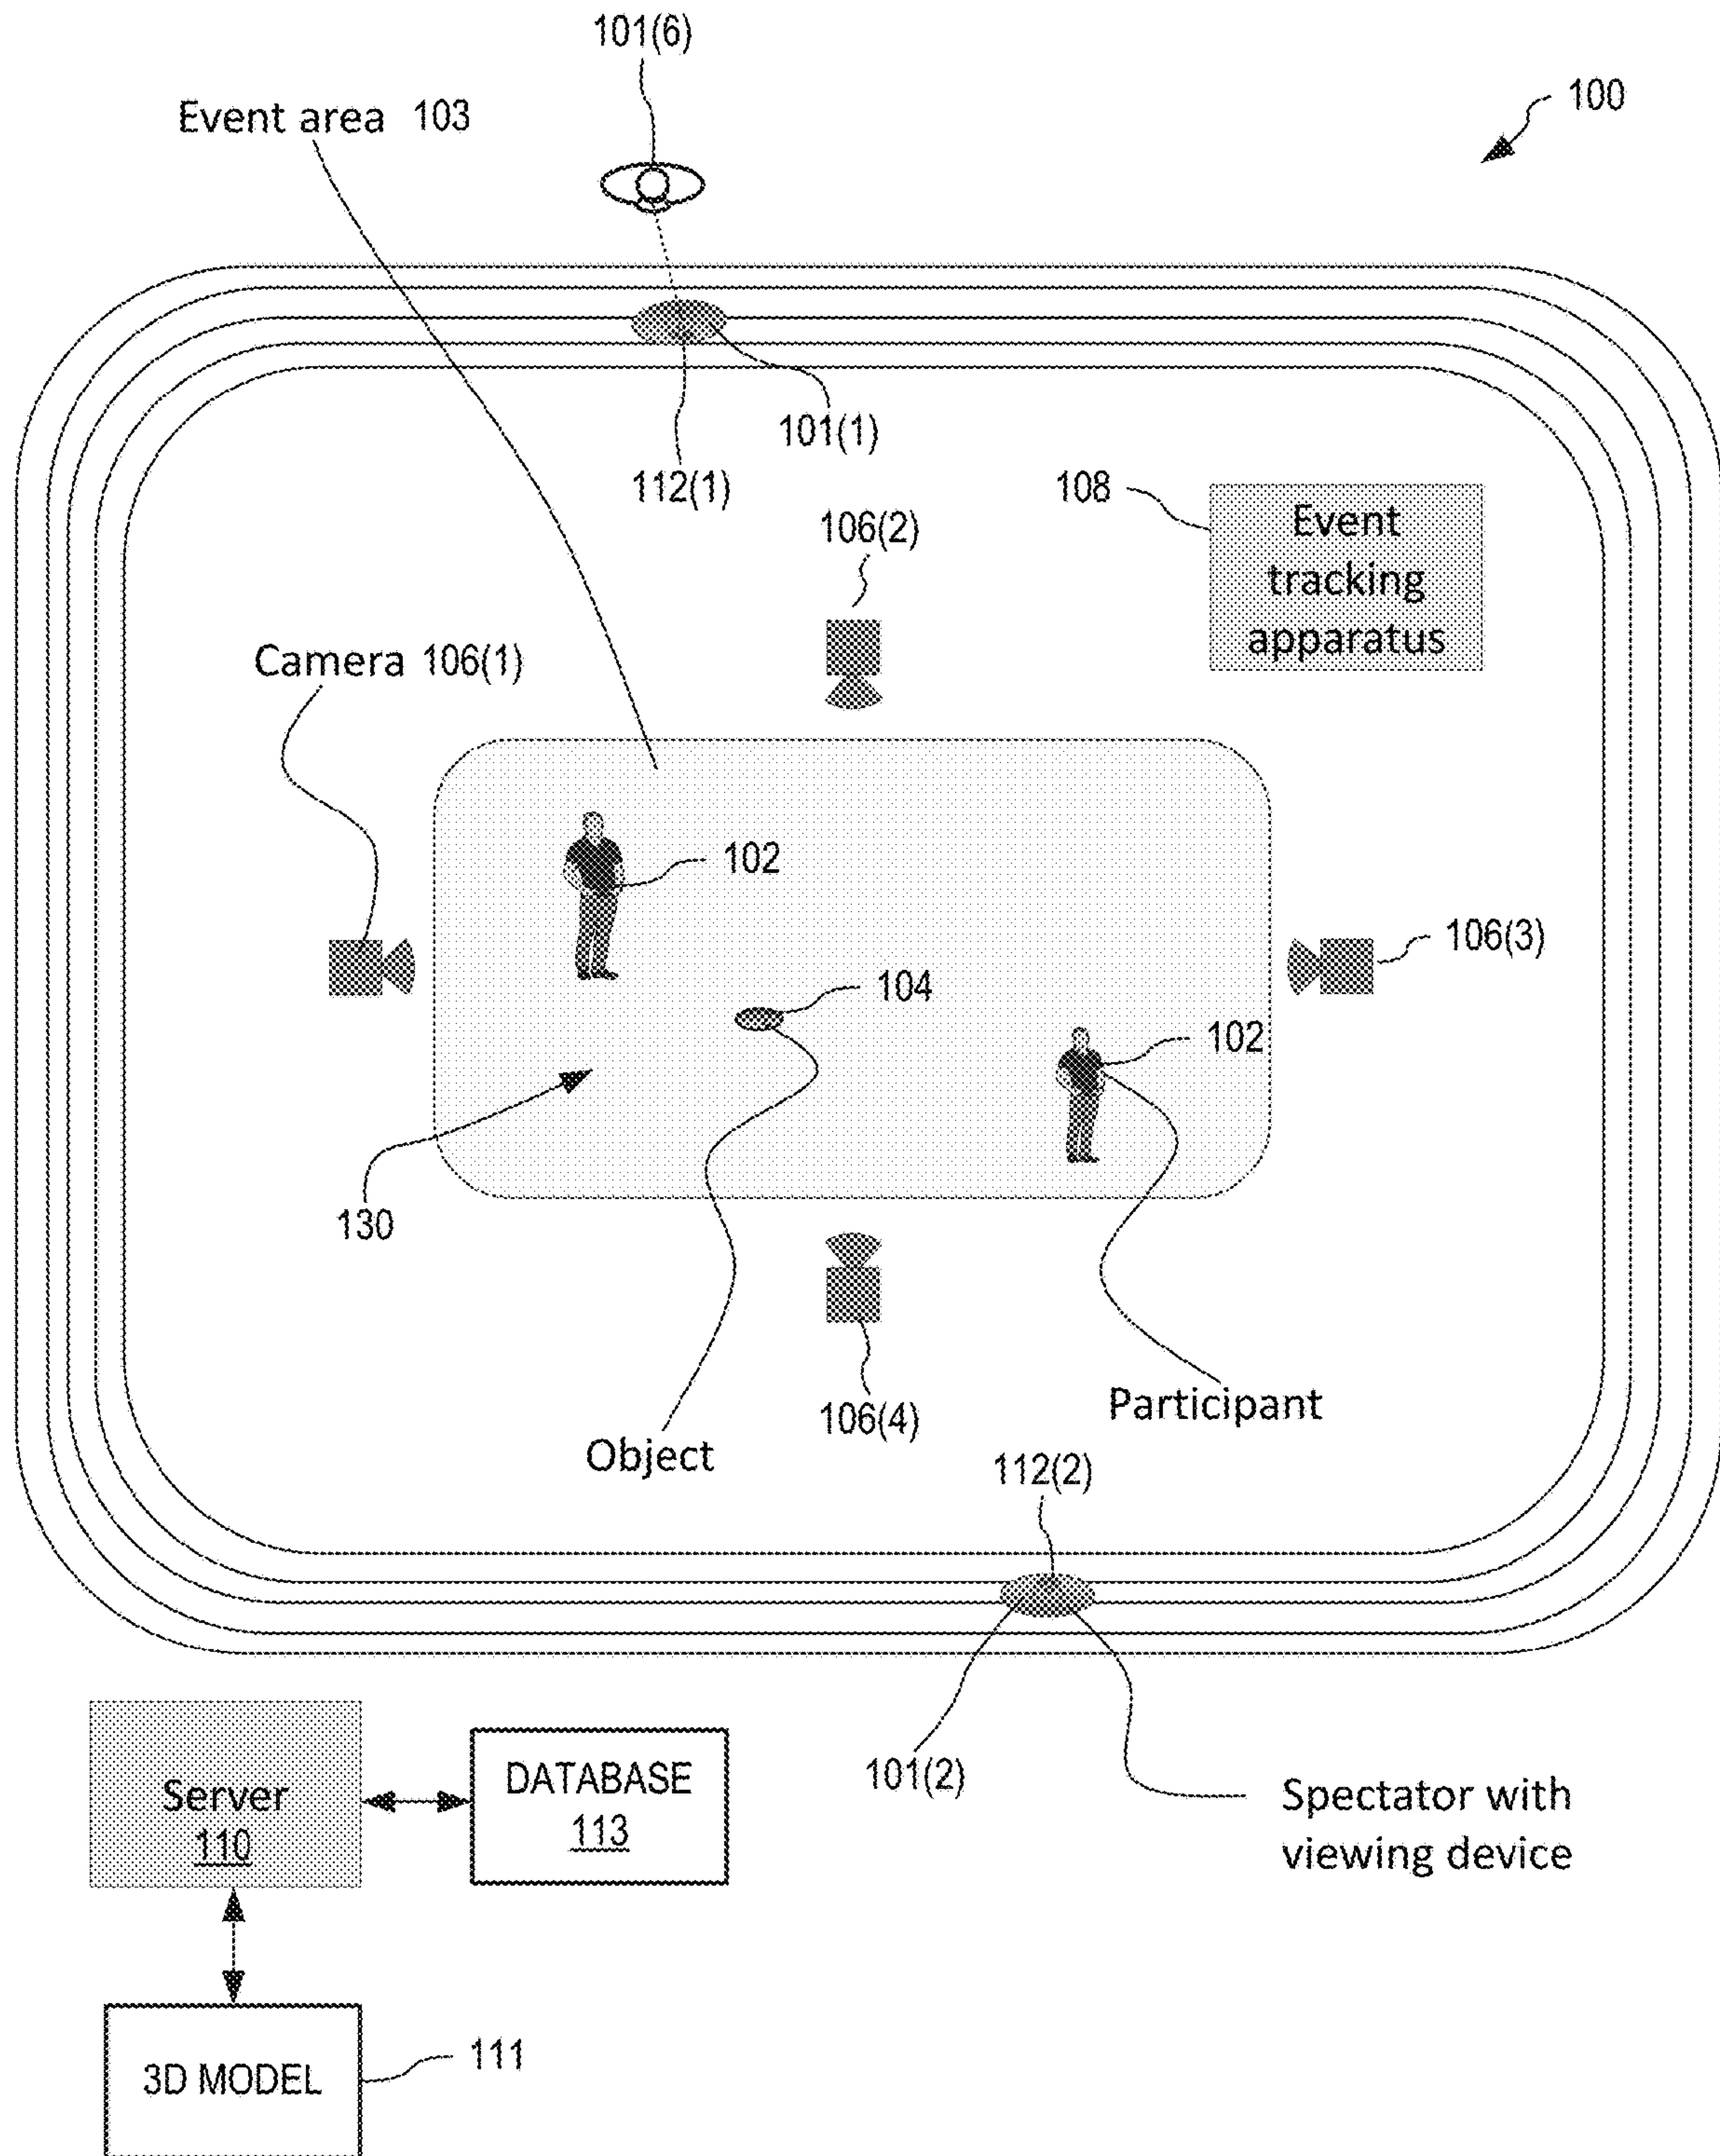 101(6)
100
Event area 103
101(1)
112(1)
108
Event
tracking
apparatus
106(2)
Camera 106(1)
102
106(3)
104
102
130
Participant
106(4)
Object
112(2)
101(2)
Server
110
DATABASE
113
Spectator with
viewing device
3D MODEL
111